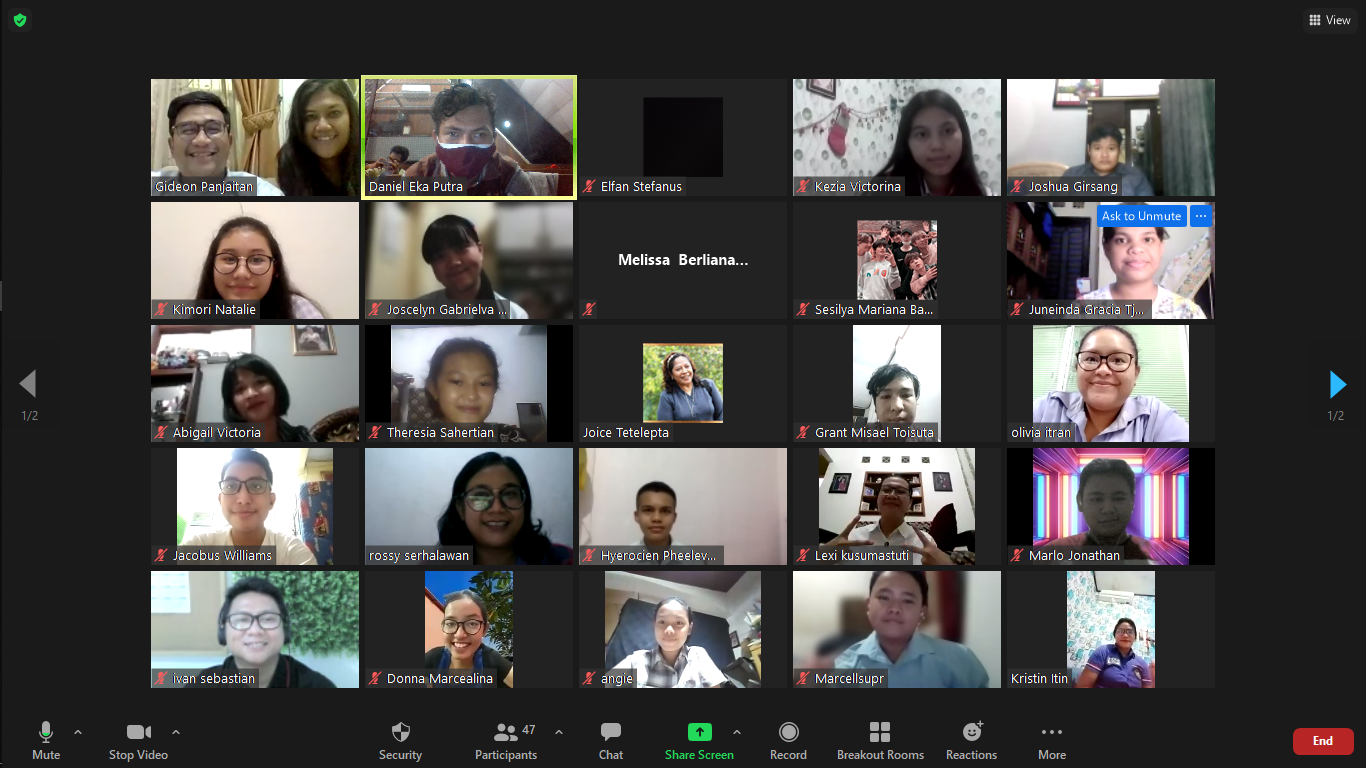 View
Gideon Panjaitan
Daniel Eka Putra
Elfan Stefanus
Kezia Victorina
Joshua Girsang
Ask to Unmute ...
Kimori Natalie
Joscelyn Gabrielva ...
Melissa Berliana...
Sesilya Mariana Ba...
Juneinda Gracia Tj...
1/2
1/2
Abigail Victoria
Theresia Sahertian
Joice Tetelepta
Grant Misael Toisuta
olivia itran
Jacobus Williams
rossy serhalawan
Hyerocien Pheelev...
Lexi kusumastuti
Marlo Jonathan
ivan sebastian
Donna Marcealina
angie
Marcellsupr
Kristin Itin
47
Mute
Stop Video
Security
Participants
Chat
Share Screen
Record
Breakout Rooms
Reactions
More
End